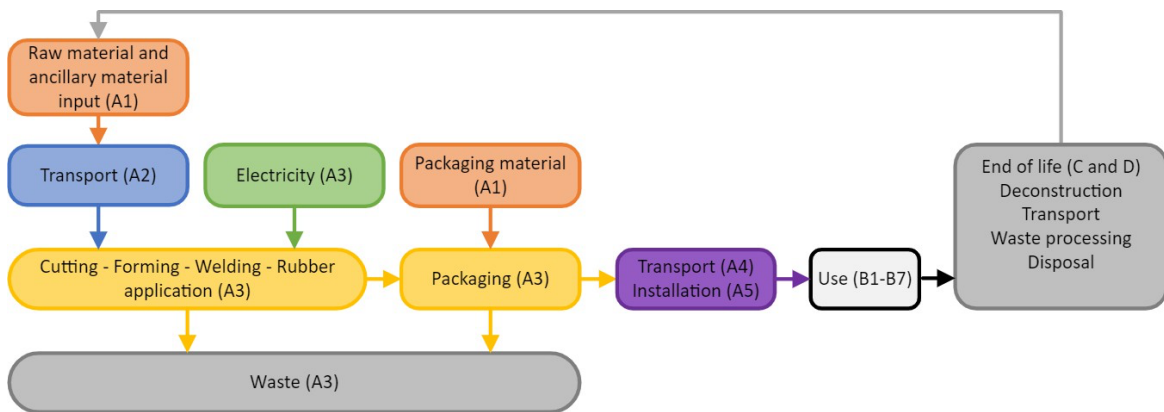 Raw material and
ancillary material
input (A1)
Transport (A2)
Electricity (A3)
Packaging material
(A1)
End of life (C and D)
Deconstruction
Transport
Waste processing
Disposal
Cutting - Forming - Welding - Rubber
application (A3)
Packaging (A3)
Transport (A4)
Installation (A5)
Use (B1-B7)
Waste (A3)